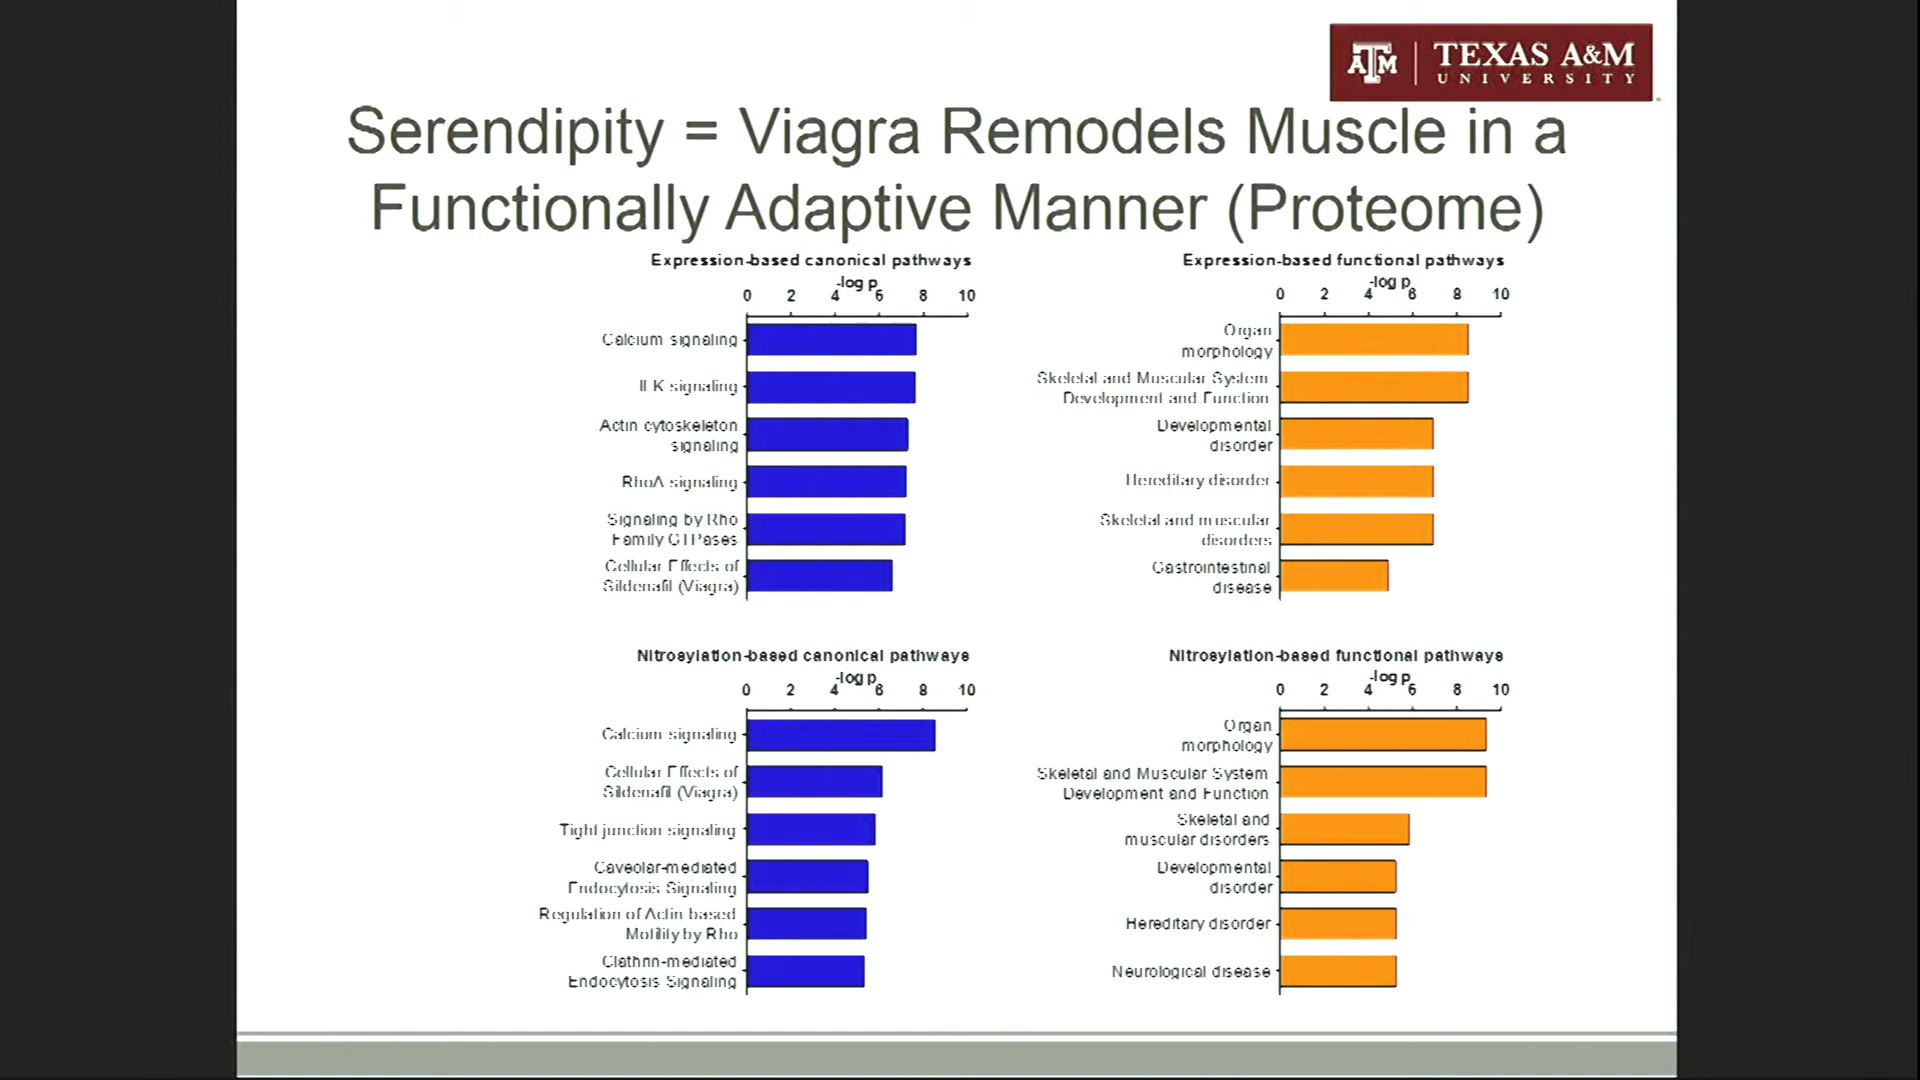 TEXAS A&M
UNIVERSITY
Serendipity = Viagra Remodels Muscle in a
Functionally Adaptive Manner (Proteome)
Expression-based canonical pathways
-log p
0 2 4 6 8 10
Calcium signaling
ILK signaling
Actin cytoskeleton
signaling
RhoA signaling
Signaling by Rho
Family GTPases
Cellular Effects of
Sildenafil (Viagra)
Expression-based functional pathways
-log p
0 2 4 6 8 10
Organ
morphology
Skeletal and Muscular System
Development and Function
Developmental
disorder
Hereditary disorder
Skeletal and muscular
disorders
Gastrointestinal
disease
Nitrosylation-based canonical pathways
-log p
0 2 4 6 8 10
Calcium signaling
Cellular Effects of
Sildenafil (Viagra)
Tight junction signaling
Caveolar-mediated
Endocytosis Signaling
Regulation of Actin based
Motility by Rho
Clathrin-mediated
Endocytosis Signaling
Nitrosylation-based functional pathways
-log p
0 2 4 6 8 10
Organ
morphology
Skeletal and Muscular System
Development and Function
Skeletal and
muscular disorders
Developmental
disorder
Hereditary disorder
Neurological disease